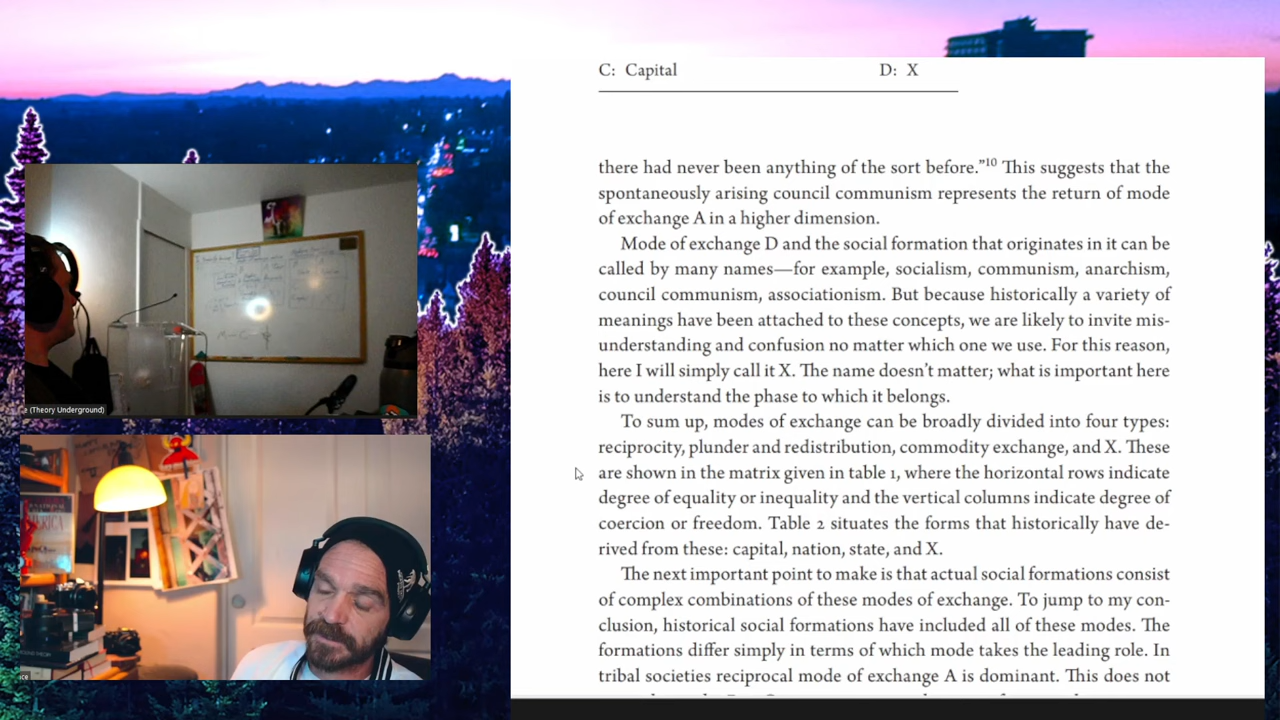 C: Capital D: X
there had never been anything of the sort before.”10 This suggests that the
spontaneously arising council communism represents the return of mode
of exchange A in a higher dimension.
Mode of exchange D and the social formation that originates in it can be
called by many names—for example, socialism, communism, anarchism,
council communism, associationism. But because historically a variety of
meanings have been attached to these concepts, we are likely to invite mis-
understanding and confusion no matter which one we use. For this reason,
here I will simply call it X. The name doesn’t matter; what is important here
is to understand the phase to which it belongs.
To sum up, modes of exchange can be broadly divided into four types:
reciprocity, plunder and redistribution, commodity exchange, and X. These
are shown in the matrix given in table 1, where the horizontal rows indicate
degree of equality or inequality and the vertical columns indicate degree of
coercion or freedom. Table 2 situates the forms that historically have de-
rived from these: capital, nation, state, and X.
The next important point to make is that actual social formations consist
of complex combinations of these modes of exchange. To jump to my con-
clusion, historical social formations have included all of these modes. The
formations differ simply in terms of which mode takes the leading role. In
tribal societies reciprocal mode of exchange A is dominant. This does not
(Theory Underground)